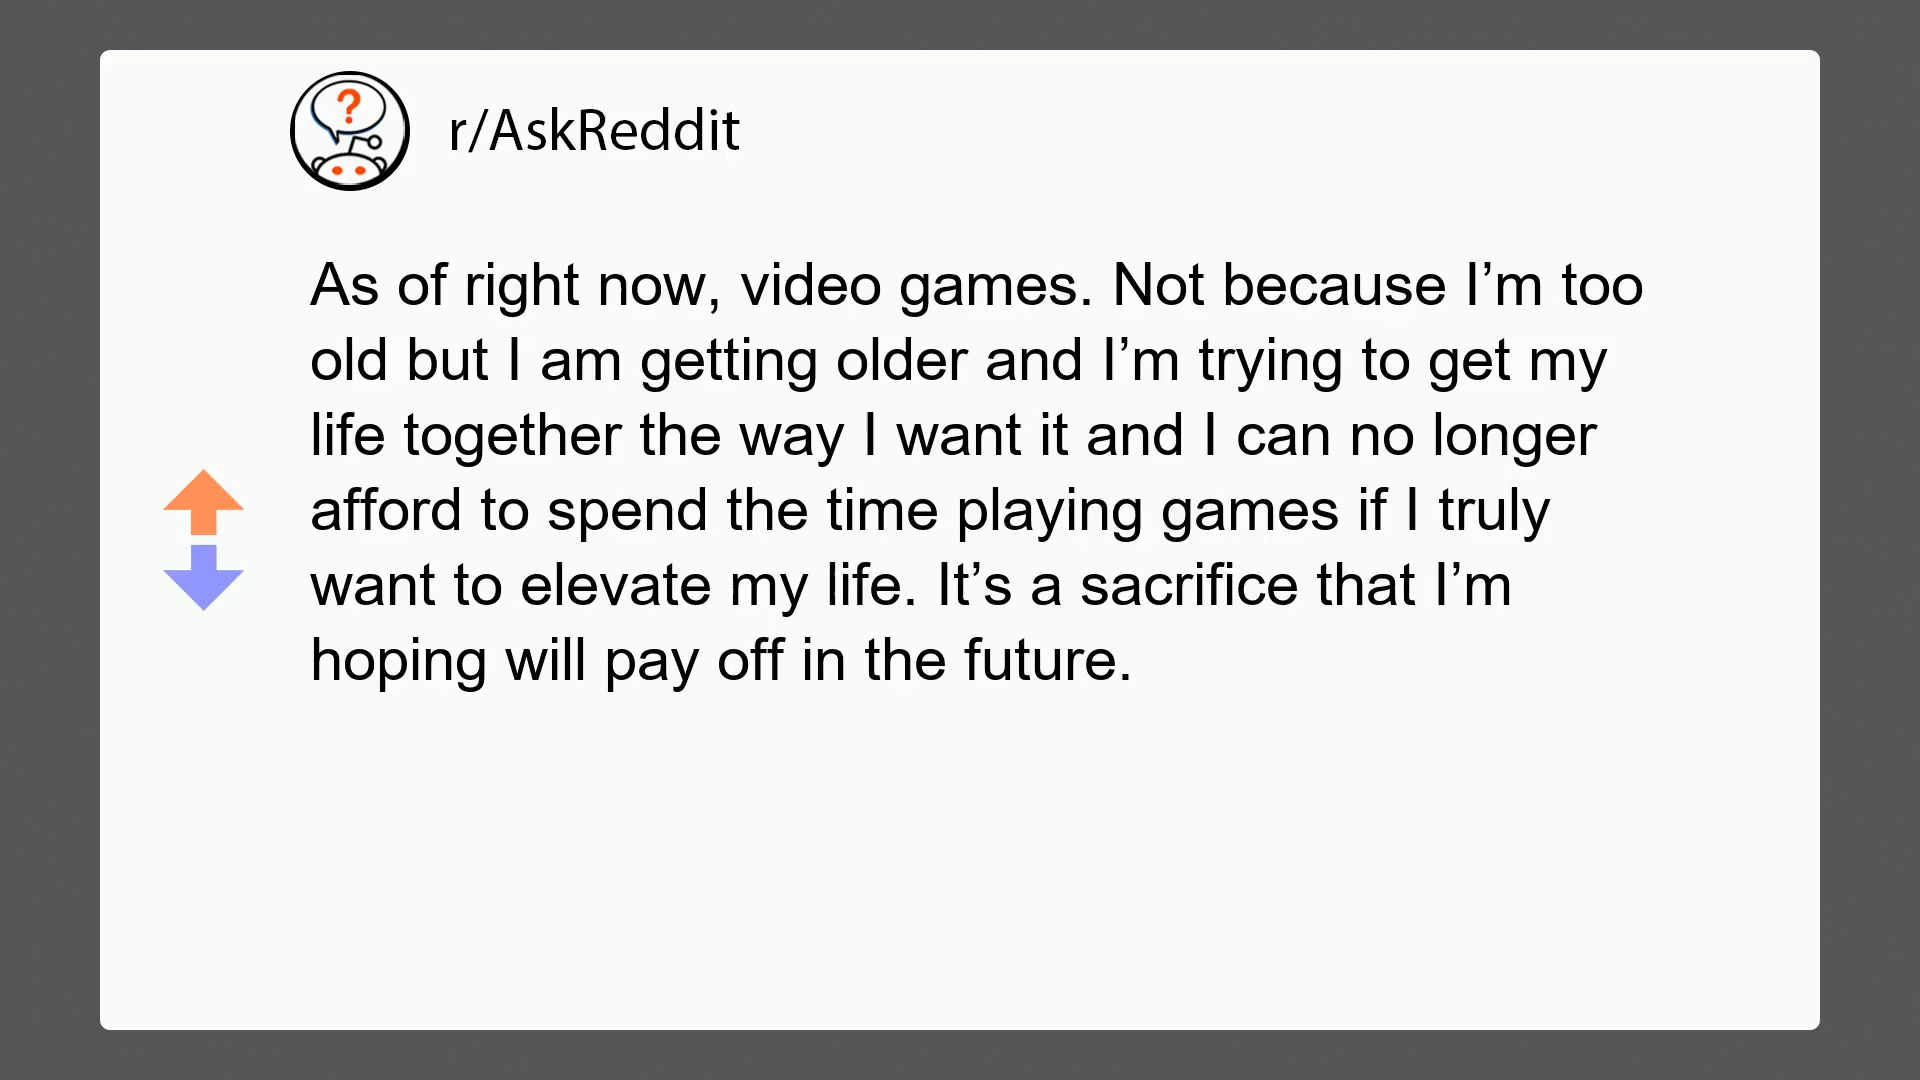 ?
r/AskReddit
As of right now, video games. Not because I’m too
old but I am getting older and I’m trying to get my
life together the way I want it and I can no longer
afford to spend the time playing games if I truly
want to elevate my life. It’s a sacrifice that I’m
hoping will pay off in the future.